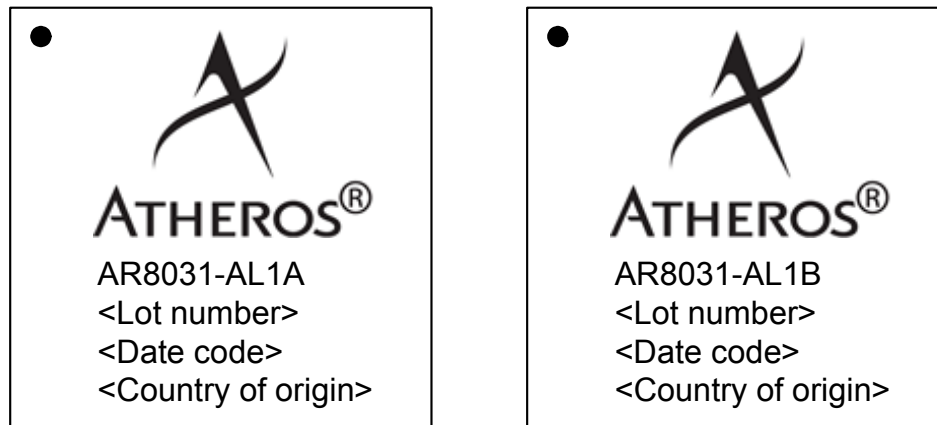 ATHEROS®
AR8031-AL1A
<Lot number>
<Date code>
<Country of origin>
ATHEROS®
AR8031-AL1B
<Lot number>
<Date code>
<Country of origin>